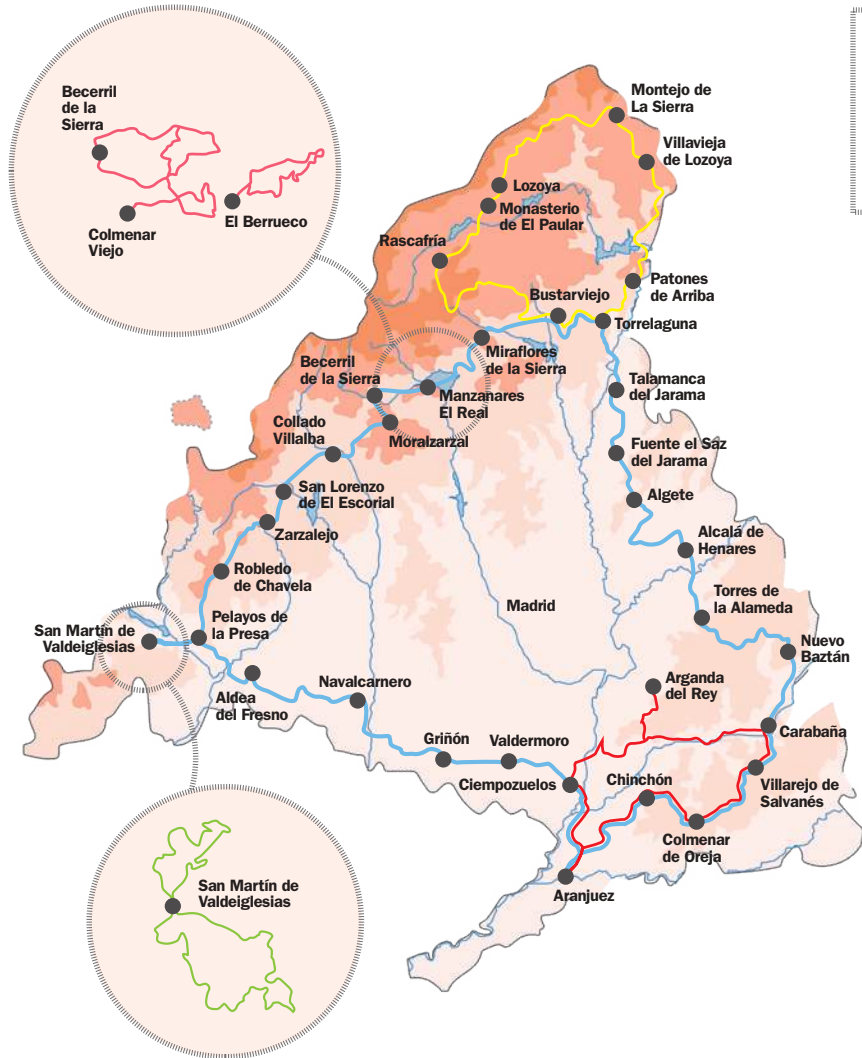 Becerril
de la
Sierra
Colmenar
Viejo
El Berrueco
Montejo de
La Sierra
Villavieja
de Lozoya
Lozoya
Monasterio
de El Paular
Rascafría
Patones
de Arriba
Bustarviejo
Torrelaguna
Miraflores
de la Sierra
Becerril
de la Sierra
Manzanares
El Real
Talamanca
del Jarama
Collado
Villalba
Moralzarzal
Fuente el Saz
del Jarama
San Lorenzo
de El Escorial
Algete
Zarzalejo
Alcalá de
Henares
Robledo
de Chavela
Madrid
Torres de
la Alameda
San Martín de
Valdeiglesias
Pelayos de
la Presa
Nuevo
Baztán
Aldea
del Fresno
Navalcarnero
Arganda
del Rey
Griñón
Valdermoro
Carabaña
Ciempozuelos
Chinchón
Villarejo de
Salvanés
Colmenar
de Oreja
Aranjuez
San Martín de
Valdeiglesias